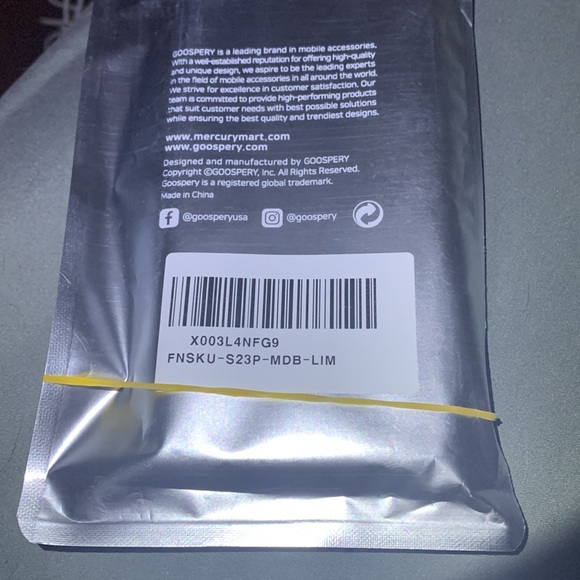 GOOSPERY is a leading brand in mobile accessories.
With a well-established reputation for offering high-quality
and unique design, we aspire to be the leading experts
in the field of mobile accessories in all around the world.
We strive for excellence in customer satisfaction. Our
team is committed to provide high-performing products
that suit customer needs with best possible solutions
while ensuring the best quality and trendiest designs.
www.mercurymart.com
www.goospery.com
Designed and manufactured by GOOSPERY
Copyright ©GOOSPERY, Inc. All Rights Reserved.
Goospery is a registered global trademark.
Made in China
@goosperyusa @goospery
X003L4NFG9
FNSKU-S23P-MDB-LIM